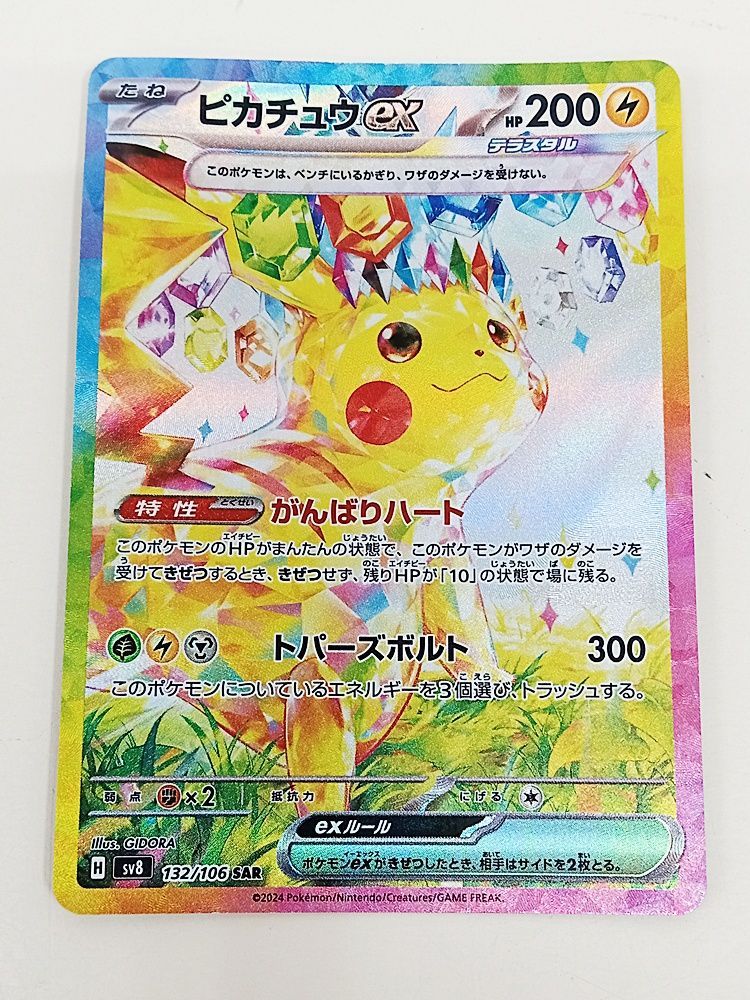 たね
ピカチュウex HP200
テラスタル
このポケモンは、ベンチにいるかぎり、ワザのダメージを受けない。
特性 とくせい がんばりハート
このポケモンのHPがまんたんの状態で、このポケモンがワザのダメージを
受けてきぜつするとき、きぜつせず、残りHPが「10」の状態で場に残る。
トパーズボルト 300
このポケモンについているエネルギーを3個選び、トラッシュする。
弱点 ×2 抵抗力 にげる
Illus. GIDORA
exルール
ポケモンexがきぜつしたとき、相手はサイドを2枚とる。
H sv8 132/106 SAR
©2024 Pokémon/Nintendo/Creatures/GAME FREAK.